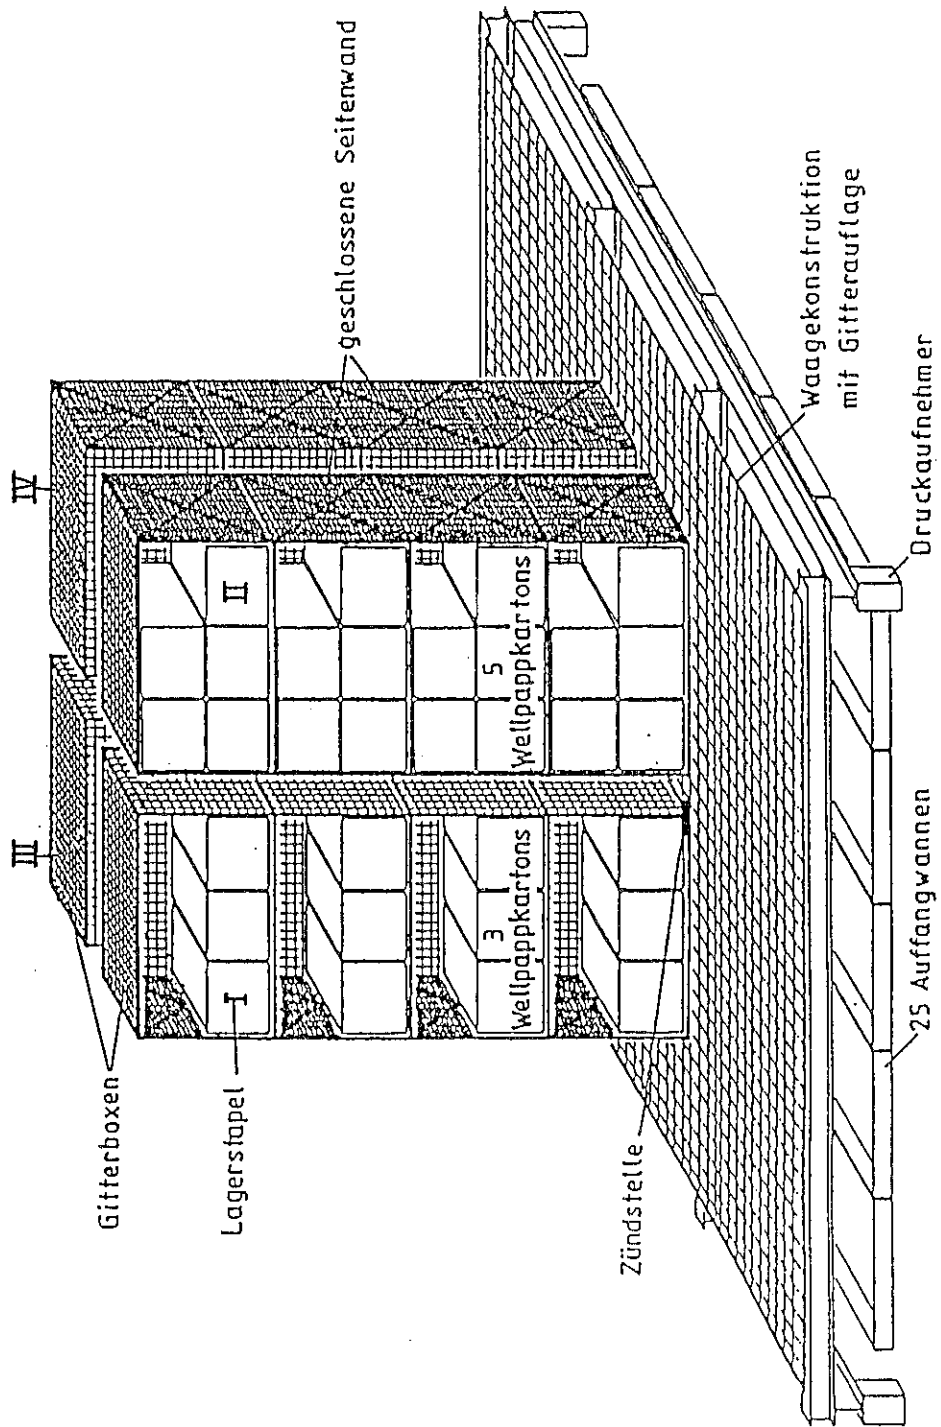 III
IV
Gitterboxen
Lagerstapel
I
II
3
Wellpappkartons
5
Wellpappkartons
geschlossene Seitenwand
Zündstelle
Waagekonstruktion
mit Gitterauflage
Druckaufnehmer
25 Auffangwannen